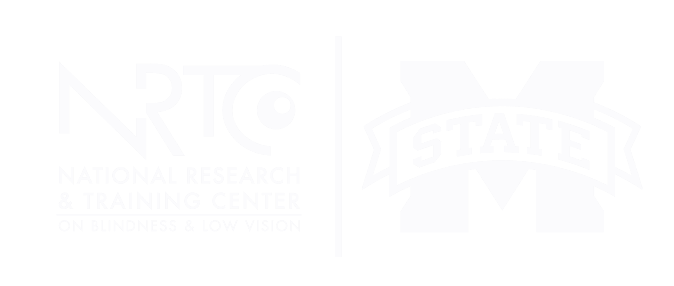 NRTC
NATIONAL RESEARCH
& TRAINING CENTER
ON BLINDNESS & LOW VISION
M
STATE